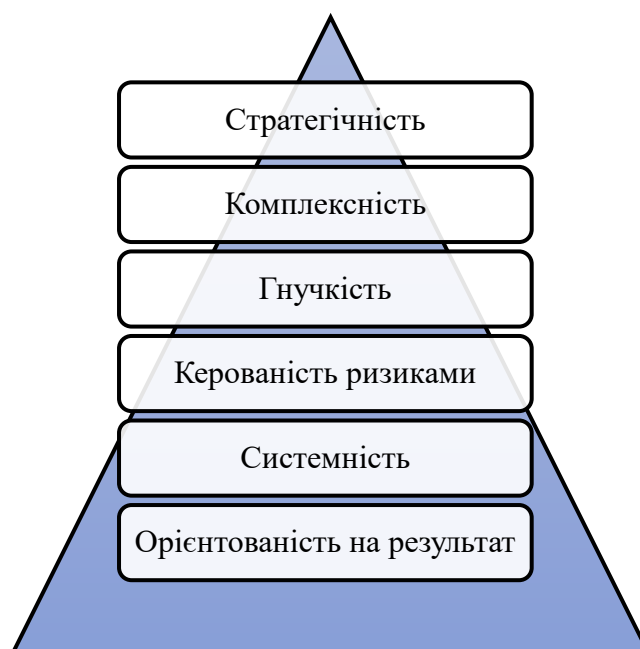 Стратегічність
Комплексність
Гнучкість
Керованість ризиками
Системність
Орієнтованість на результат